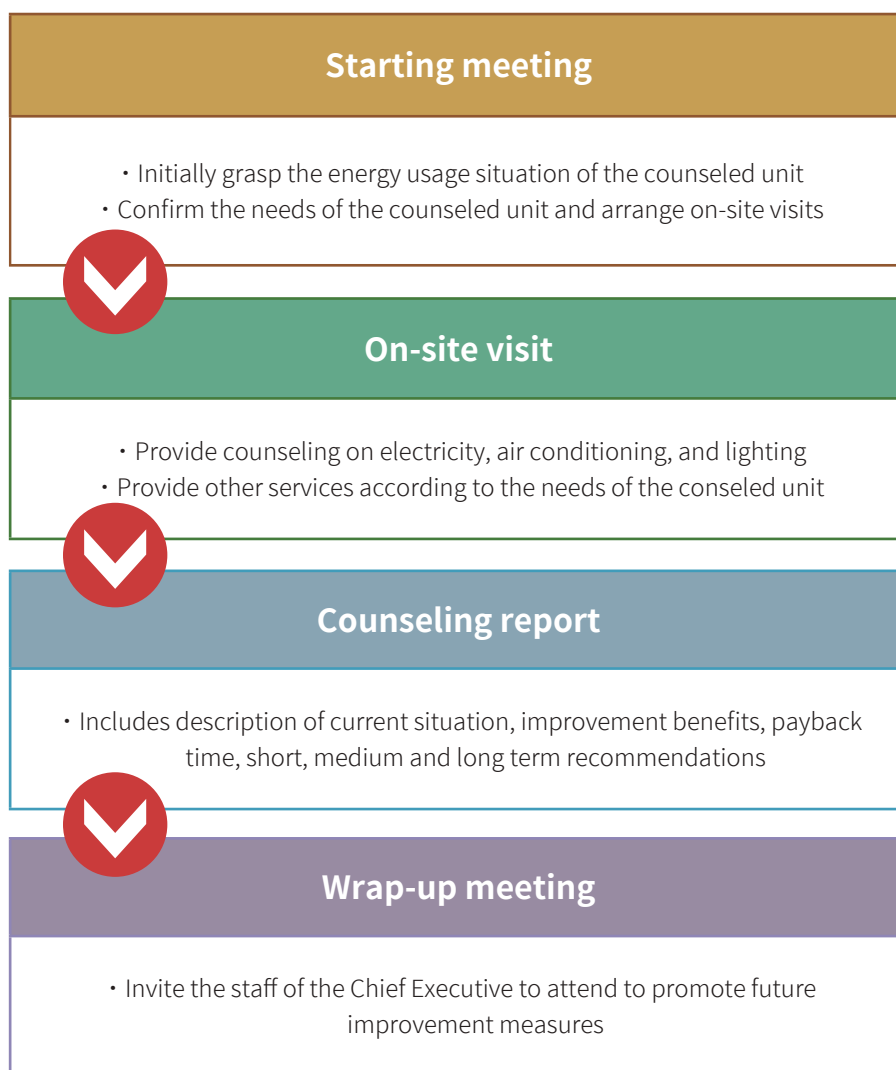 Starting meeting
・Initially grasp the energy usage situation of the counseled unit
・Confirm the needs of the counseled unit and arrange on-site visits
On-site visit
・Provide counseling on electricity, air conditioning, and lighting
・Provide other services according to the needs of the conseled unit
Counseling report
・Includes description of current situation, improvement benefits, payback
time, short, medium and long term recommendations
Wrap-up meeting
・Invite the staff of the Chief Executive to attend to promote future
improvement measures